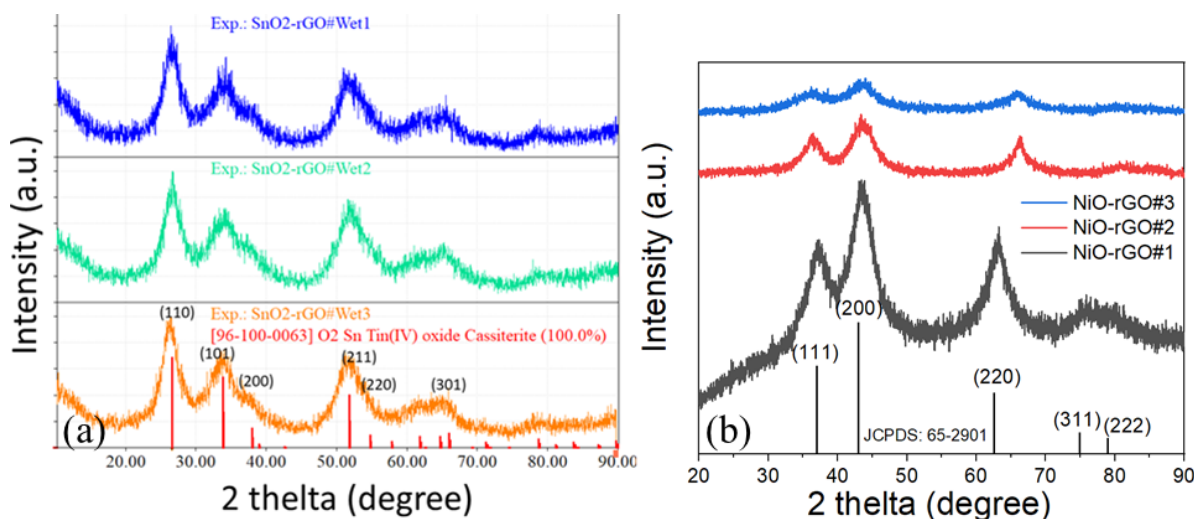 Exp.: SnO2-rGO#Wet1
Exp.: SnO2-rGO#Wet2
Exp.: SnO2-rGO#Wet3
[96-100-0063] O2 Sn Tin(IV) oxide Cassiterite (100.0%)
(110)
(101)
(200)
(211)
(220)
(301)
(a)
Intensity (a.u.)
20.00 30.00 40.00 50.00 60.00 70.00 80.00 90.00
2 thelta (degree)
NiO-rGO#3
NiO-rGO#2
NiO-rGO#1
(111)
(200)
(220)
(311)
(222)
JCPDS: 65-2901
(b)
Intensity (a.u.)
20 30 40 50 60 70 80 90
2 thelta (degree)